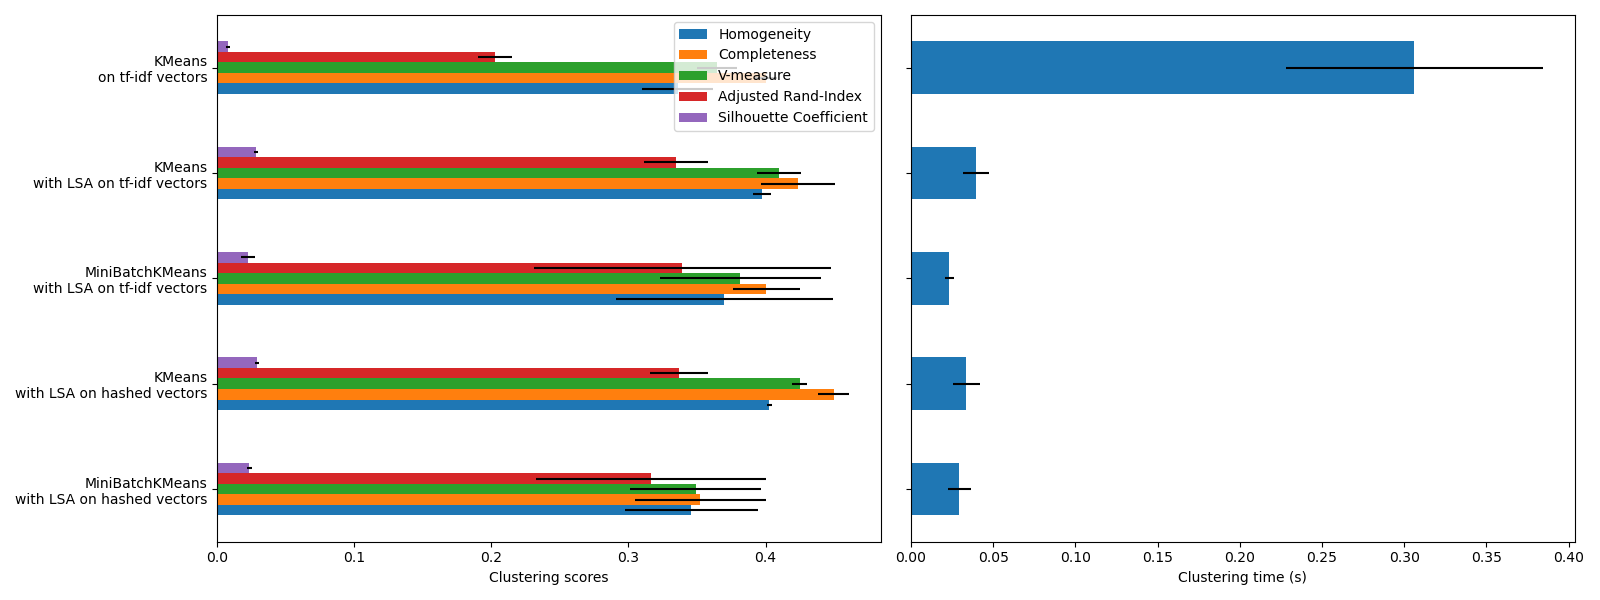 KMeans
on tf-idf vectors
KMeans
with LSA on tf-idf vectors
MiniBatchKMeans
with LSA on tf-idf vectors
KMeans
with LSA on hashed vectors
MiniBatchKMeans
with LSA on hashed vectors
Homogeneity
Completeness
V-measure
Adjusted Rand-Index
Silhouette Coefficient
0.0 0.1 0.2 0.3 0.4
Clustering scores
0.00 0.05 0.10 0.15 0.20 0.25 0.30 0.35 0.40
Clustering time (s)